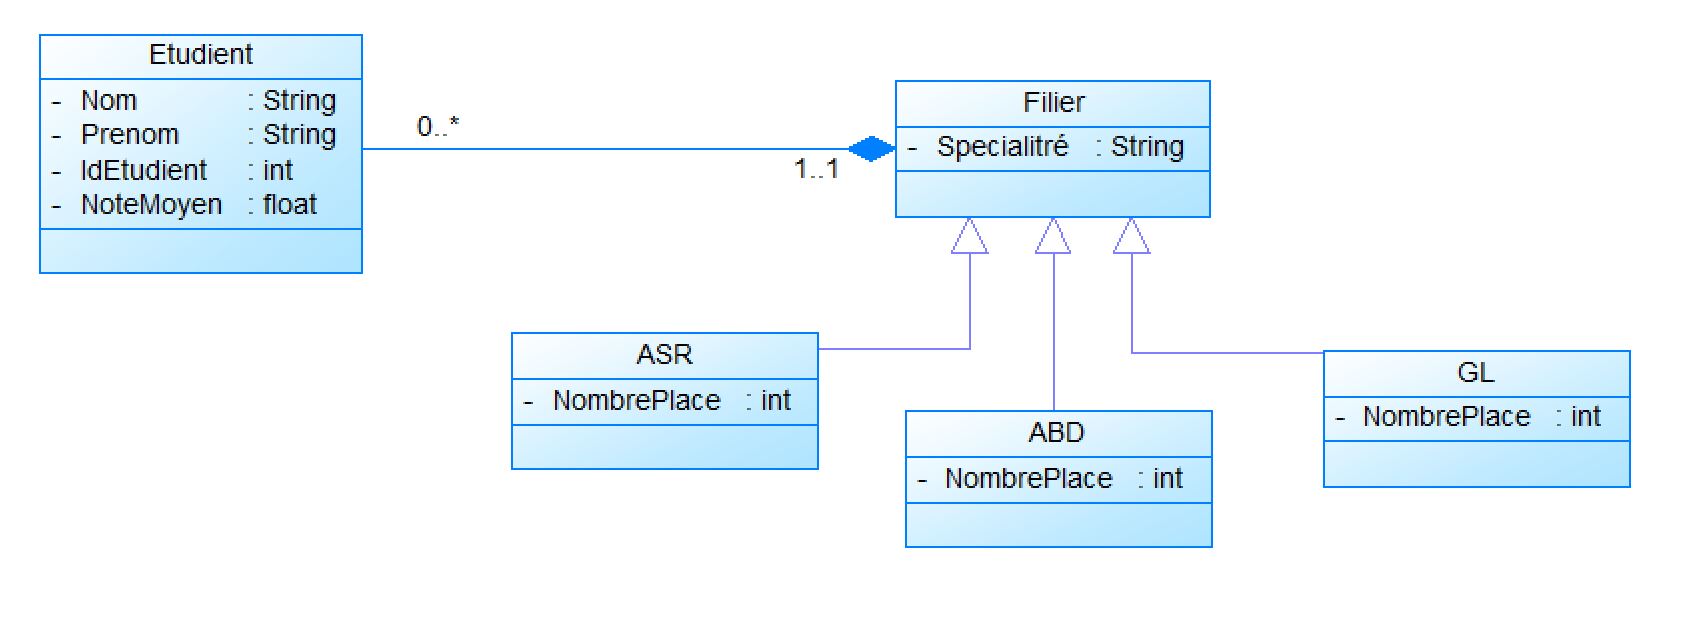 Etudient
- Nom : String
- Prenom : String
- IdEtudient : int
- NoteMoyen : float
0..*
1..1
Filier
- Specialitré : String
ASR
- NombrePlace : int
ABD
- NombrePlace : int
GL
- NombrePlace : int